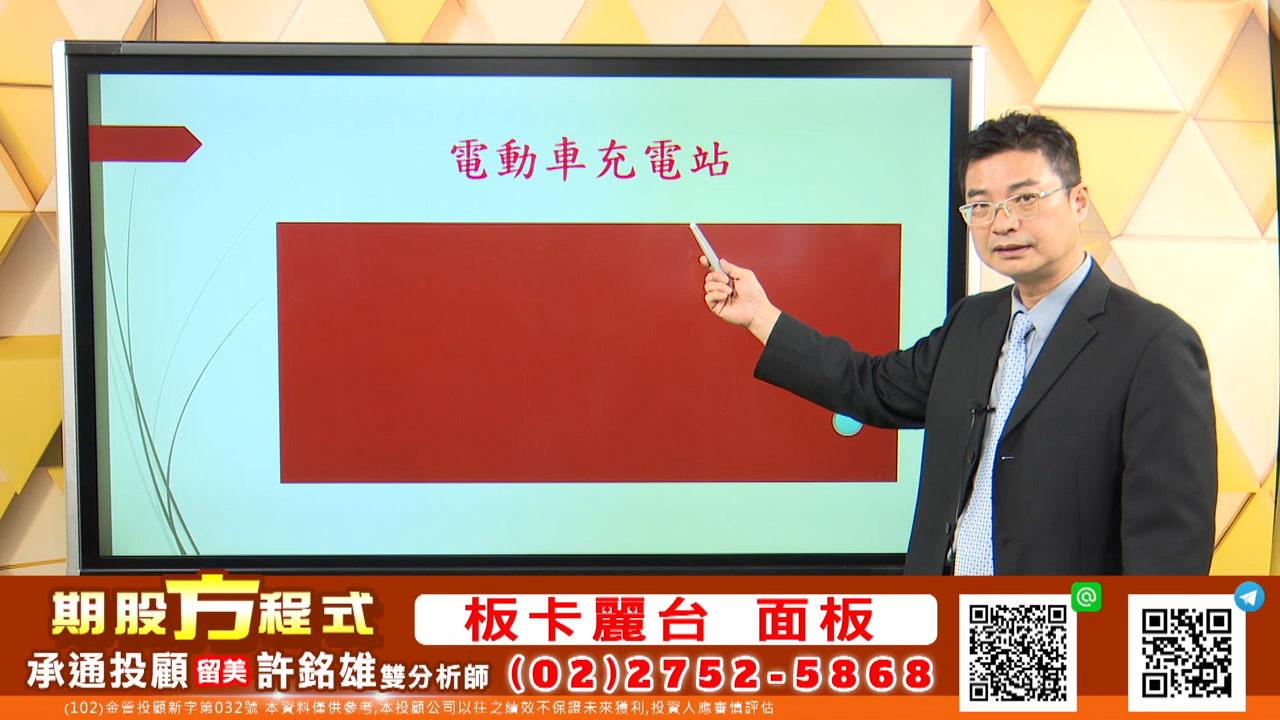 電動車充電站
期股方程式
板卡麗台 面板
承通投顧 留美 許銘雄 雙分析師 (02)2752-5868
(102)金管投顧新字第032號 本資料僅供參考,本投顧公司以往之績效不保證未來獲利,投資人應審慎評估